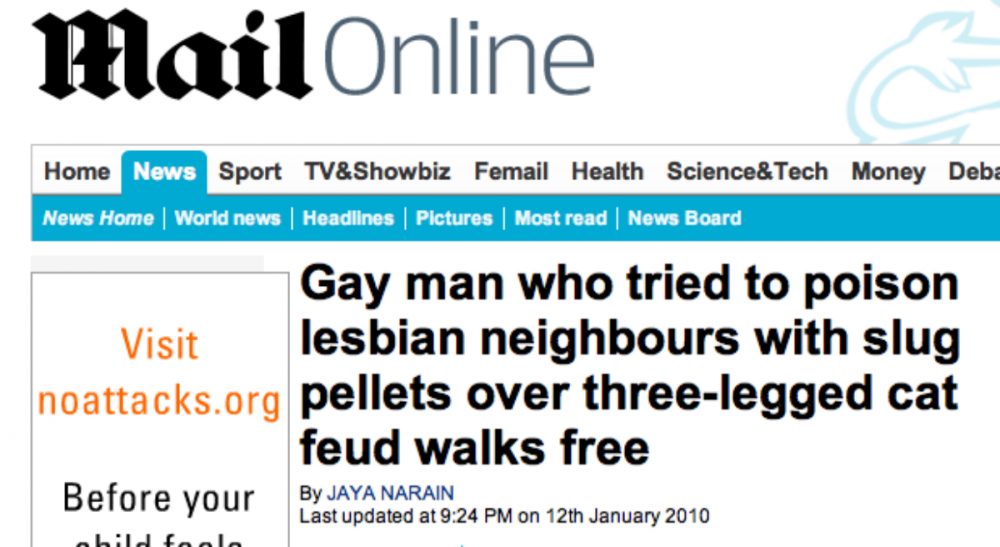 Mail Online
Home News Sport TV&Showbiz Femail Health Science&Tech Money
News Home | World news | Headlines | Pictures | Most read | News Board
Visit
noattacks.org
Before your
child feels
Gay man who tried to poison
lesbian neighbours with slug
pellets over three-legged cat
feud walks free
By JAYA NARAIN
Last updated at 9:24 PM on 12th January 2010